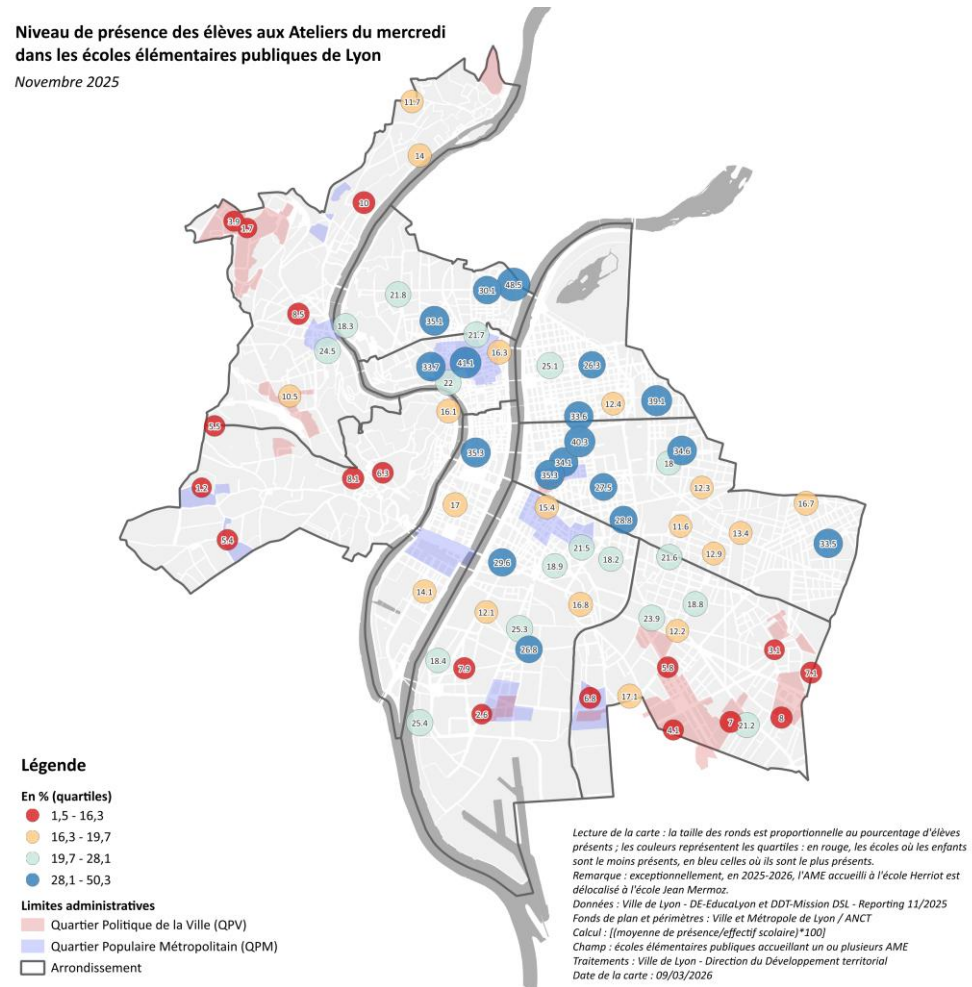 Niveau de présence des élèves aux Ateliers du mercredi
dans les écoles élémentaires publiques de Lyon
Novembre 2025
11.7
14
10
3.9
1.7
21.8
30.1
48.5
8.5
18.3
35.1
21.7
24.5
16.3
33.7
41.1
25.1
26.3
22
10.5
16.1
12.4
39.1
33.6
5.5
40.3
35.3
34.6
34.1
18
8.1
6.3
35.3
1.2
27.5
12.3
17
15.4
16.7
28.8
11.6
13.4
5.4
33.5
21.5
12.9
29.6
18.9
18.2
21.6
14.1
12.1
16.8
18.8
23.9
25.3
12.2
26.8
3.1
18.4
7.9
5.8
7.1
6.8
17.1
2.6
8
25.4
7
21.2
4.1
Légende
En % (quartiles)
1,5 - 16,3
16,3 - 19,7
19,7 - 28,1
28,1 - 50,3
Limites administratives
Quartier Politique de la Ville (QPV)
Quartier Populaire Métropolitain (QPM)
Arrondissement
Lecture de la carte : la taille des ronds est proportionnelle au pourcentage d'élèves
présents ; les couleurs représentent les quartiles : en rouge, les écoles où les enfants
sont le moins présents, en bleu celles où ils sont le plus présents.
Remarque : exceptionnellement, en 2025-2026, l'AME accueilli à l'école Herriot est
délocalisé à l'école Jean Mermoz.
Données : Ville de Lyon - DE-EducaLyon et DDT-Mission DSL - Reporting 11/2025
Fonds de plan et périmètres : Ville et Métropole de Lyon / ANCT
Calcul : [(moyenne de présence/effectif scolaire)*100]
Champ : écoles élémentaires publiques accueillant un ou plusieurs AME
Traitements : Ville de Lyon - Direction du Développement territorial
Date de la carte : 09/03/2026